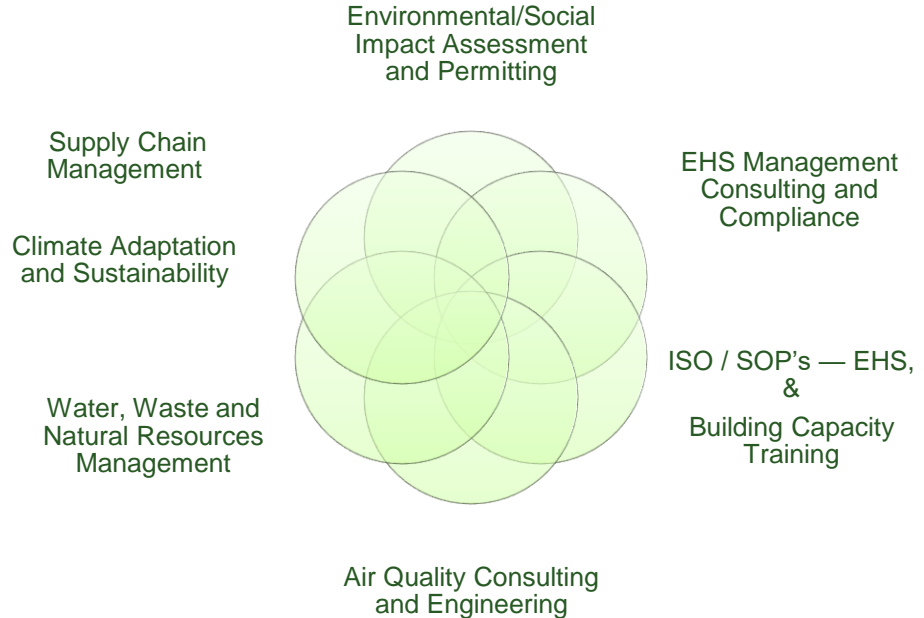 Environmental/Social
Impact Assessment
and Permitting
Supply Chain
Management
EHS Management
Consulting and
Compliance
Climate Adaptation
and Sustainability
ISO / SOP’s — EHS,
&
Building Capacity
Training
Water, Waste and
Natural Resources
Management
Air Quality Consulting
and Engineering